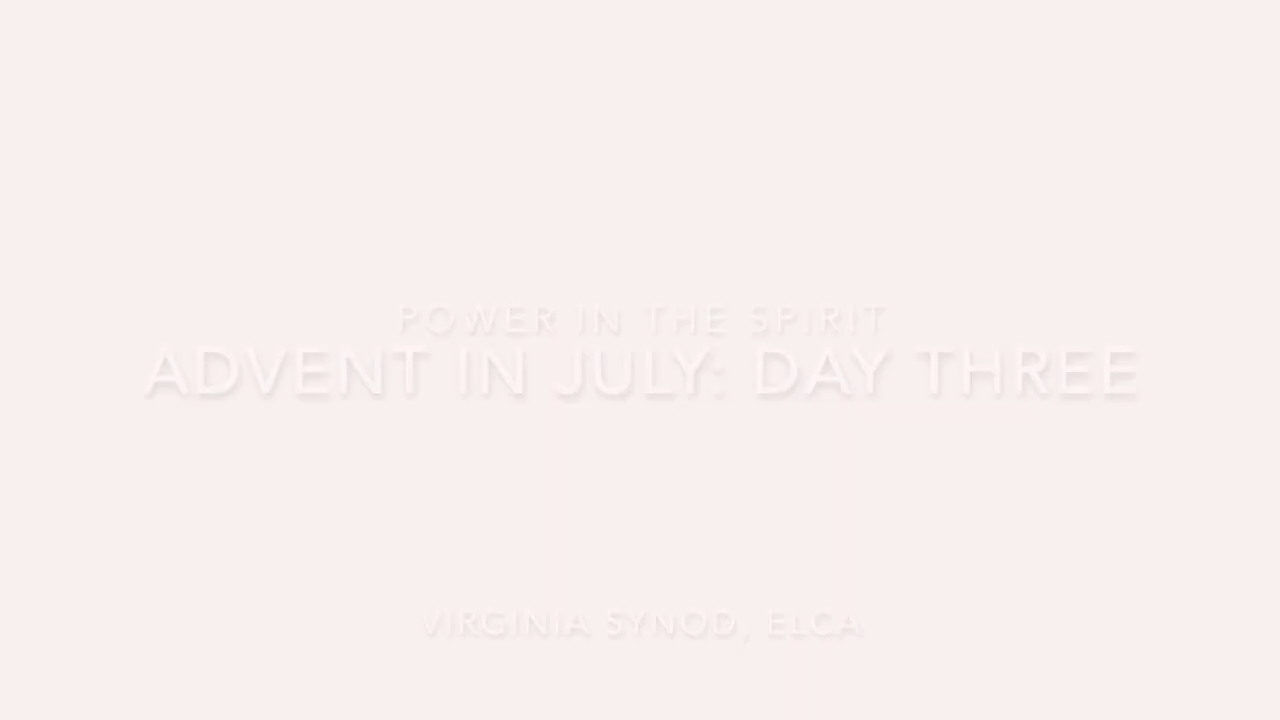 POWER IN THE SPIRIT
ADVENT IN JULY: DAY THREE
VIRGINIA SYNOD, ELCA